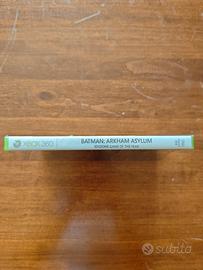 XBOX 360
BATMAN: ARKHAM ASYLUM
EDIZIONE GAME OF THE YEAR
subito